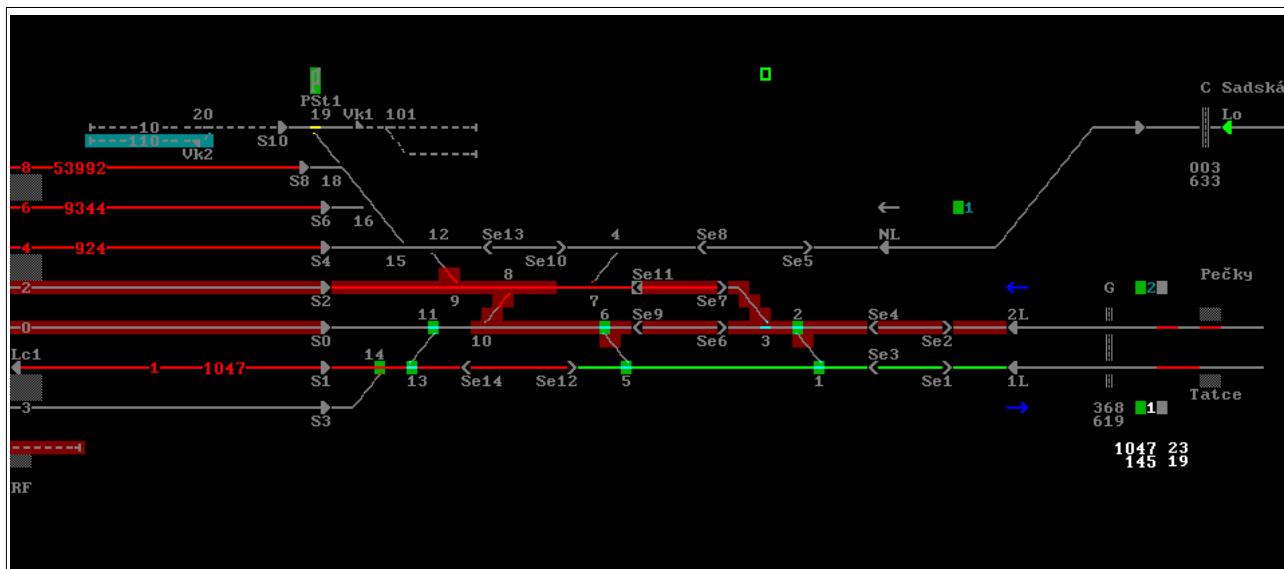 C Sadská
PSt1
20 19 Vk1 101 Lo
10
S10
110
Vk2
8 53992 003
S8 18 633
6 9344 1
S6 16
12 Se13 4 Se8 NL
4 924
S4 15 Se10 Se5
8 Se11 Pečky
2 G 2
S2 9 7 Se7
11 6 Se9 2 Se4 2L
0
S0 10 Se6 3 Se2
Lc1 14 Se3
1 1047
S1 13 Se14 Se12 5 1 Se1 1L
Tatce
3 368 1
S3 619
1047 23
145 19
RF